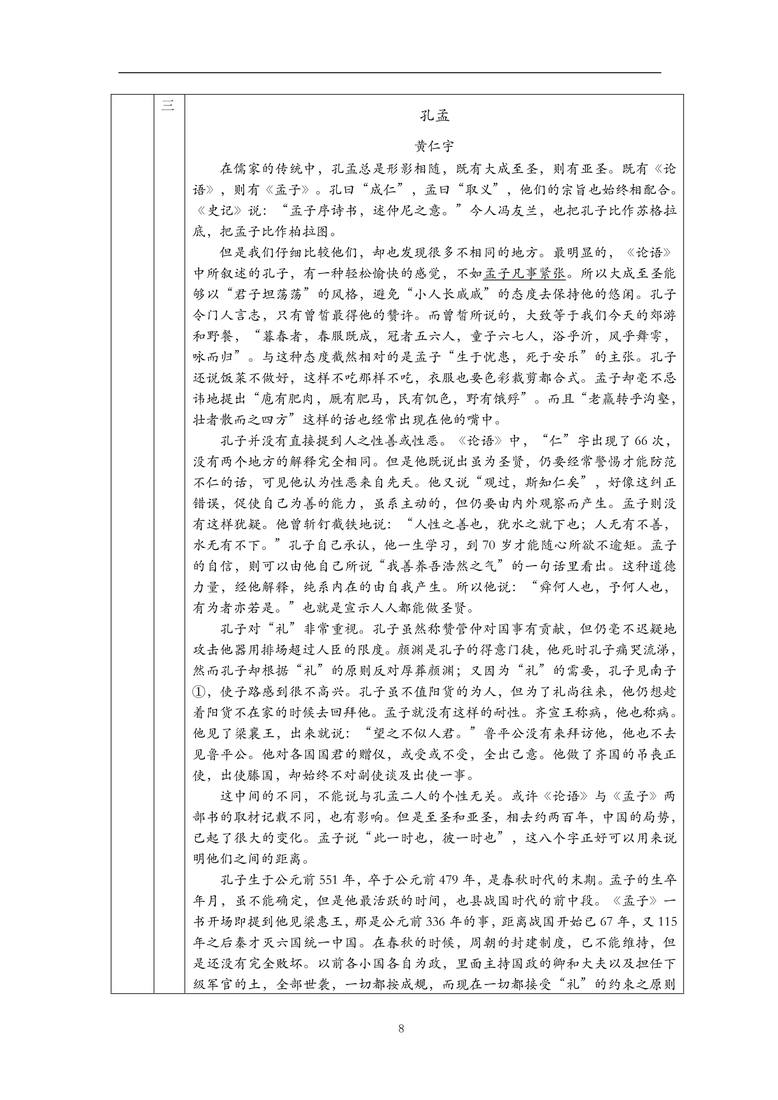 三
孔孟
黄仁宇
在儒家的传统中，孔孟总是形影相随，既有大成至圣，则有亚圣。既有《论
语》，则有《孟子》。孔曰“成仁”，孟曰“取义”，他们的宗旨也始终相配合。
《史记》说：“孟子序诗书，述仲尼之意。”今人冯友兰，也把孔子比作苏格拉
底，把孟子比作柏拉图。
但是我们仔细比较他们，却也发现很多不相同的地方。最明显的，《论语》
中所叙述的孔子，有一种轻松愉快的感觉，不如孟子凡事紧张。所以大成至圣能
够以“君子坦荡荡”的风格，避免“小人长戚戚”的态度去保持他的悠闲。孔子
令门人言志，只有曾皙最得他的赞许。而曾皙所说的，大致等于我们今天的郊游
和野餐，“暮春者，春服既成，冠者五六人，童子六七人，浴乎沂，风乎舞雩，
咏而归”。与这种态度截然相对的是孟子“生于忧患，死于安乐”的主张。孔子
还说饭菜不做好，这样不吃那样不吃，衣服也要色彩裁剪都合式。孟子却毫不忌
讳地提出“庖有肥肉，厩有肥马，民有饥色，野有饿殍”。而且“老羸转乎沟壑，
壮者散而之四方”这样的话也经常出现在他的嘴中。
孔子并没有直接提到人之性善或性恶。《论语》中，“仁”字出现了 66 次，
没有两个地方的解释完全相同。但是他既说出虽为圣贤，仍要经常警惕才能防范
不仁的话，可见他认为性恶来自先天。他又说“观过，斯知仁矣”，好像这纠正
错误，促使自己为善的能力，虽系主动的，但仍要由内外观察而产生。孟子则没
有这样犹疑。他曾斩钉截铁地说：“人性之善也，犹水之就下也；人无有不善，
水无有不下。”孔子自己承认，他一生学习，到 70 岁才能随心所欲不逾矩。孟子
的自信，则可以由他自己所说“我善养吾浩然之气”的一句话里看出。这种道德
力量，经他解释，纯系内在的由自我产生。所以他说：“舜何人也，予何人也，
有为者亦若是。”也就是宣示人人都能做圣贤。
孔子对“礼”非常重视。孔子虽然称赞管仲对国事有贡献，但仍毫不迟疑地
攻击他器用排场超过人臣的限度。颜渊是孔子的得意门徒，他死时孔子痛哭流涕，
然而孔子却根据“礼”的原则反对厚葬颜渊；又因为“礼”的需要，孔子见南子
①，使子路感到很不高兴。孔子虽不值阳货的为人，但为了礼尚往来，他仍想趁
着阳货不在家的时候去回拜他。孟子就没有这样的耐性。齐宣王称病，他也称病。
他见了梁襄王，出来就说：“望之不似人君。”鲁平公没有来拜访他，他也不去
见鲁平公。他对各国国君的赠仪，或受或不受，全出己意。他做了齐国的吊丧正
使，出使滕国，却始终不对副使谈及出使一事。
这中间的不同，不能说与孔孟二人的个性无关。或许《论语》与《孟子》两
部书的取材记载不同，也有影响。但是至圣和亚圣，相去约两百年，中国的局势，
已起了很大的变化。孟子说“此一时也，彼一时也”，这八个字正好可以用来说
明他们之间的距离。
孔子生于公元前 551 年，卒于公元前 479 年，是春秋时代的末期。孟子的生卒
年月，虽不能确定，但是他最活跃的时间，也县战国时代的前中段。《孟子》一
书开场即提到他见梁惠王，那是公元前 336 年的事，距离战国开始已 67 年，又 115
年之后秦才灭六国统一中国。在春秋的时候，周朝的封建制度，已不能维持，但
是还没有完全败坏。以前各小国各自为政，里面主持国政的卿和大夫以及担任下
级军官的士，全部世袭，一切都按成规，而现在一切都接受“礼”的约束之原则
8